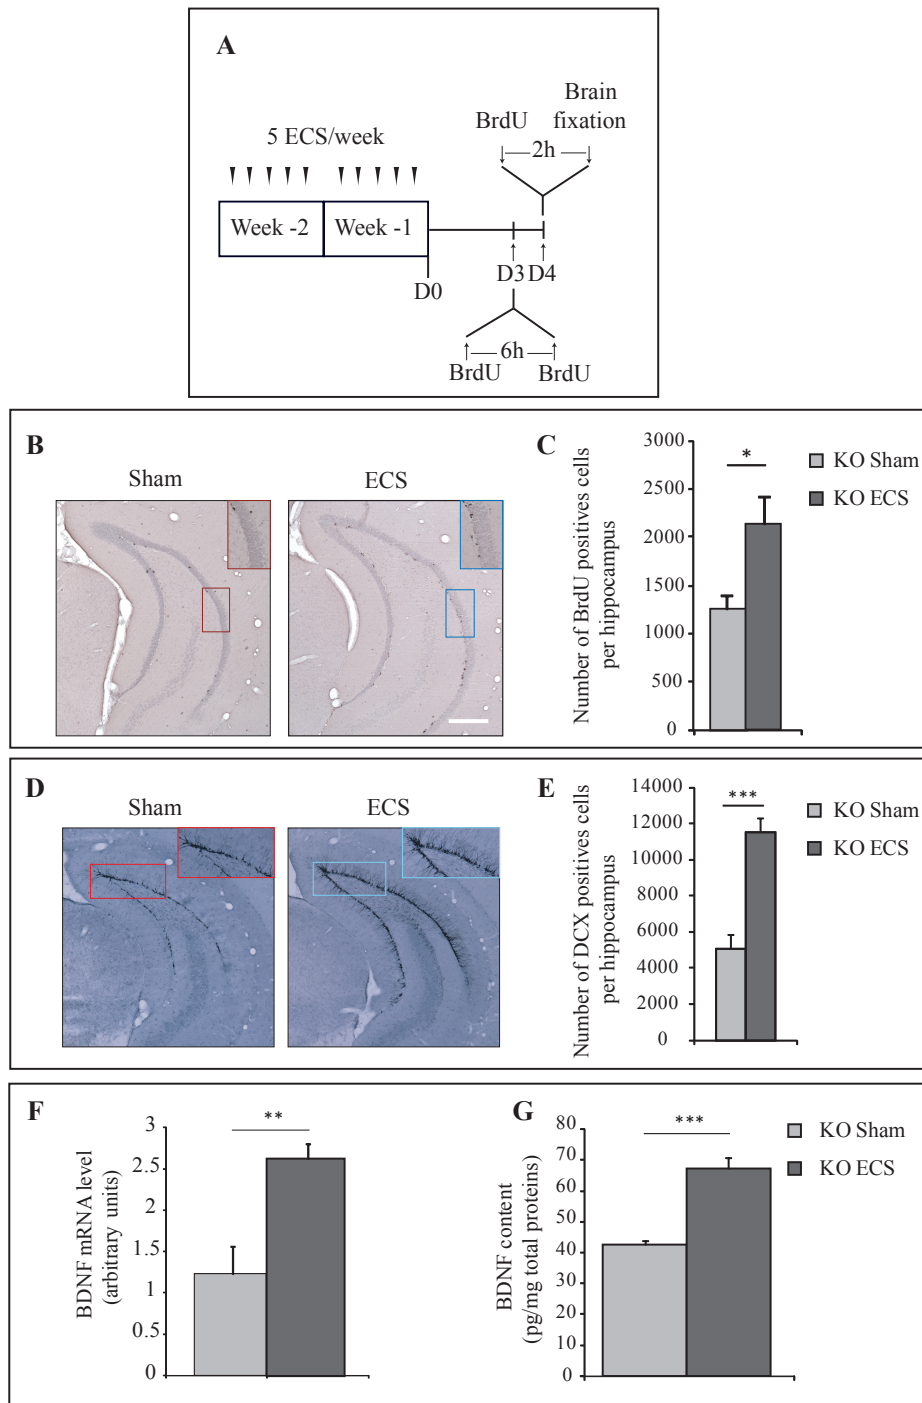 A
5 ECS/week
BrdU
Brain
fixation
2h
Week -2
Week -1
D0
D3
D4
6h
BrdU
BrdU
B
Sham
ECS
C
Number of BrdU positives cells
per hippocampus
3000
2500
2000
1500
1000
500
0
*
KO Sham
KO ECS
D
Sham
ECS
E
Number of DCX positives cells
per hippocampus
14000
12000
10000
8000
6000
4000
2000
0
***
KO Sham
KO ECS
F
BDNF mRNA level
(arbitrary units)
3
2.5
2
1.5
1
0.5
0
**
G
BDNF content
(pg/mg total proteins)
80
70
60
50
40
30
20
10
0
***
KO Sham
KO ECS